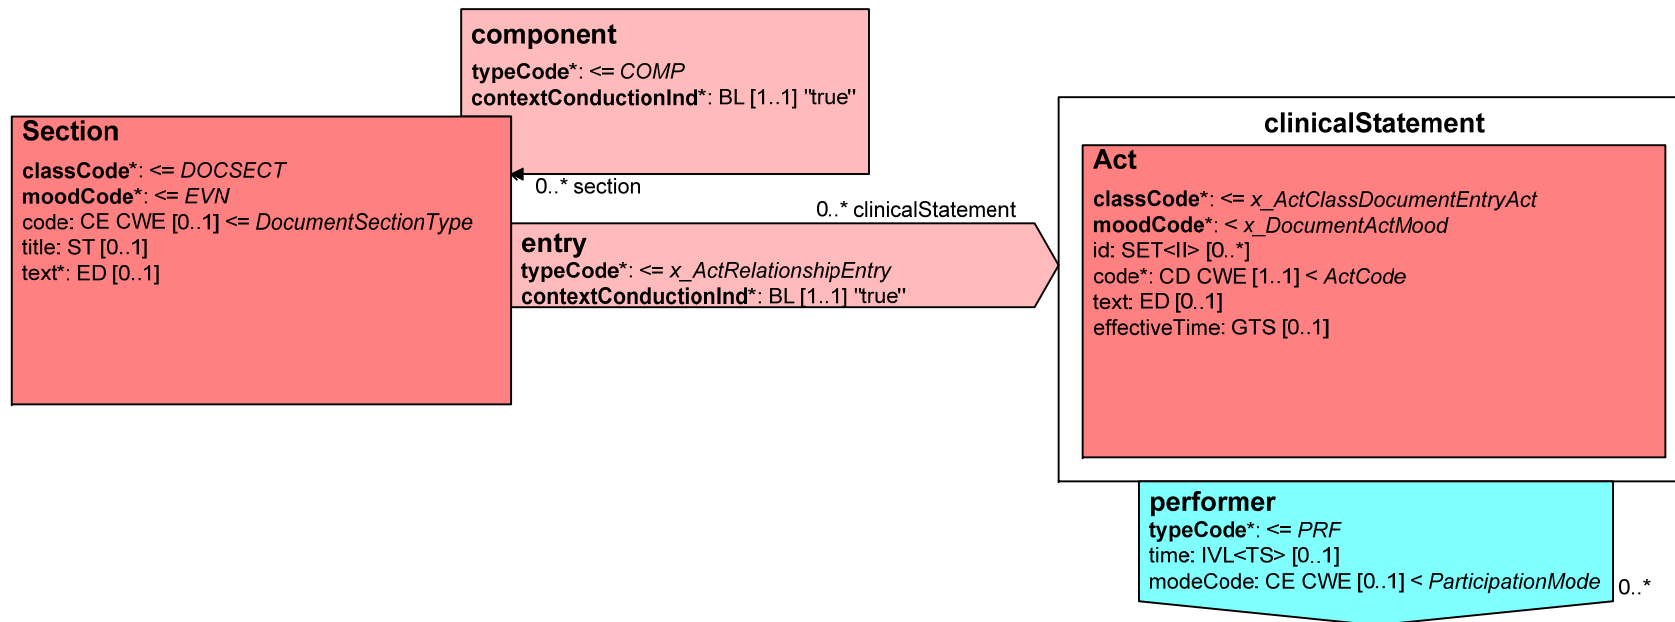 component
typeCode*: <= COMP
contextConductionInd*: BL [1..1] "true"
Section
classCode*: <= DOCSECT
moodCode*: <= EVN
code: CE CWE [0..1] <= DocumentSectionType
title: ST [0..1]
text*: ED [0..1]
0..* section
0..* clinicalStatement
entry
typeCode*: <= x_ActRelationshipEntry
contextConductionInd*: BL [1..1] "true"
clinicalStatement
Act
classCode*: <= x_ActClassDocumentEntryAct
moodCode*: < x_DocumentActMood
id: SET<II> [0..*]
code*: CD CWE [1..1] < ActCode
text: ED [0..1]
effectiveTime: GTS [0..1]
performer
typeCode*: <= PRF
time: IVL<TS> [0..1]
modeCode: CE CWE [0..1] < ParticipationMode
0..*